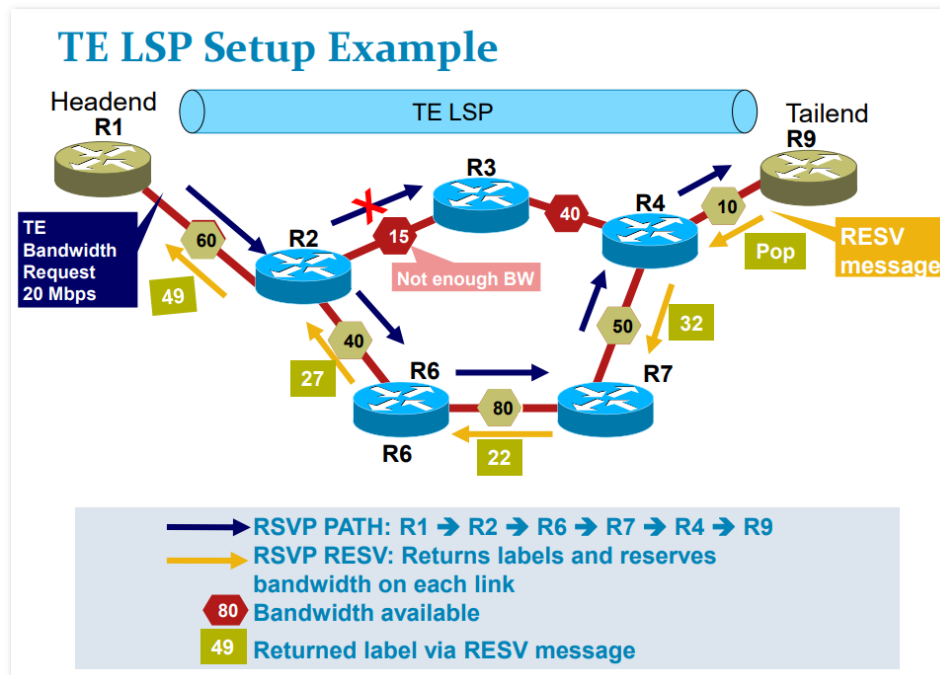 TE LSP Setup Example
Headend
R1
TE LSP
Tailend
R9
R3
R4
R2
TE
Bandwidth
Request
20 Mbps
60
15
40
10
Not enough BW
Pop
RESV
message
49
40
50
32
27
R6
80
R7
R6
22
RSVP PATH: R1 ➔ R2 ➔ R6 ➔ R7 ➔ R4 ➔ R9
RSVP RESV: Returns labels and reserves
bandwidth on each link
80 Bandwidth available
49 Returned label via RESV message